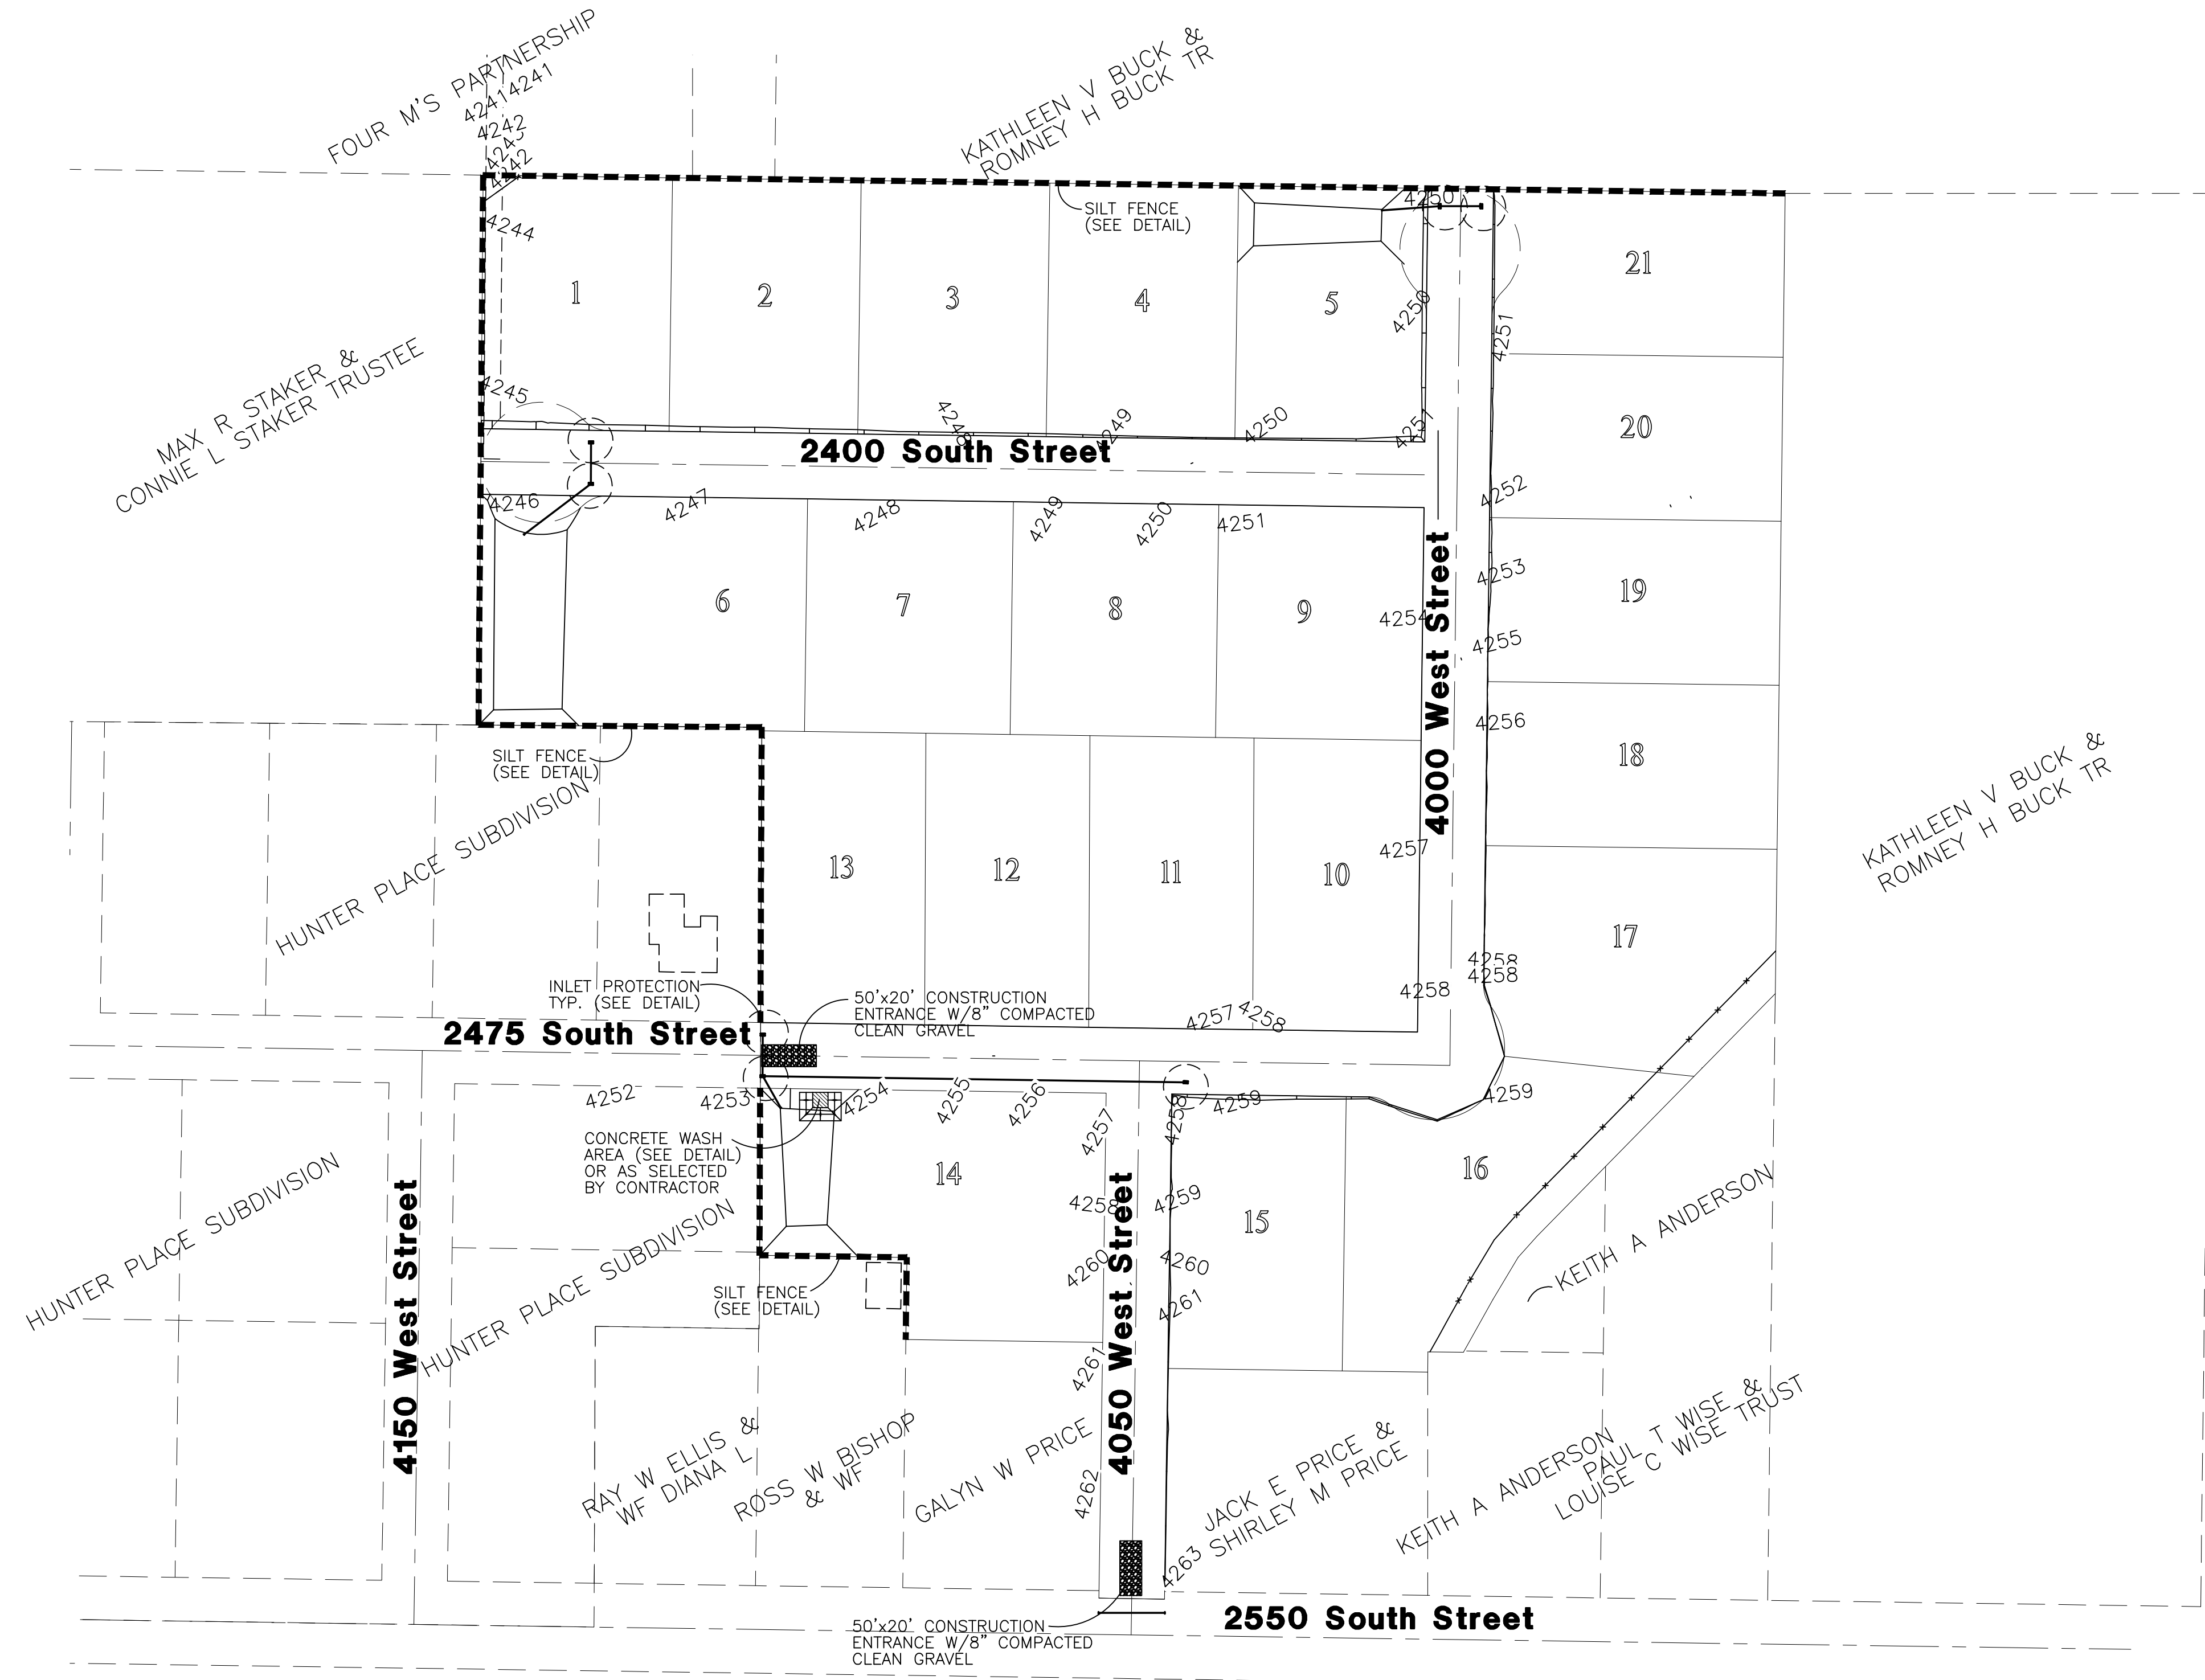 FOUR M'S PARTNERSHIP
42414241
4242
4243
4242
KATHLEEN V BUCK &
ROMNEY H BUCK TR
SILT FENCE
(SEE DETAIL)
4250
4244
1
2
3
4
5
21
4250
4251
MAX R STAKER &
CONNIE L STAKER TRUSTEE
4245
4248
4249
4250
4251
20
2400 South Street
4246
4247
4248
4249
4250
4251
4252
6
7
8
9
4254
4253
19
4255
4000 West Street
4256
18
SILT FENCE
(SEE DETAIL)
HUNTER PLACE SUBDIVISION
KATHLEEN V BUCK &
ROMNEY H BUCK TR
13
12
11
10
4257
17
4258
4258
4258
INLET PROTECTION
TYP. (SEE DETAIL)
50'x20' CONSTRUCTION
ENTRANCE W/8" COMPACTED
CLEAN GRAVEL
4257
4258
2475 South Street
4252
4253
4254
4255
4256
4257
4258
4259
4259
CONCRETE WASH
AREA (SEE DETAIL)
OR AS SELECTED
BY CONTRACTOR
14
16
15
4258
4259
4260
4260
4261
HUNTER PLACE SUBDIVISION
4150 West Street
HUNTER PLACE SUBDIVISION
SILT FENCE
(SEE DETAIL)
4050 West Street
KEITH A ANDERSON
4261
4262
RAY W ELLIS &
WF DIANA L
ROSS W BISHOP
& WF
GALYN W PRICE
JACK E PRICE &
SHIRLEY M PRICE
KEITH A ANDERSON
PAUL T WISE &
LOUISE C WISE TRUST
4263
50'x20' CONSTRUCTION
ENTRANCE W/8" COMPACTED
CLEAN GRAVEL
2550 South Street